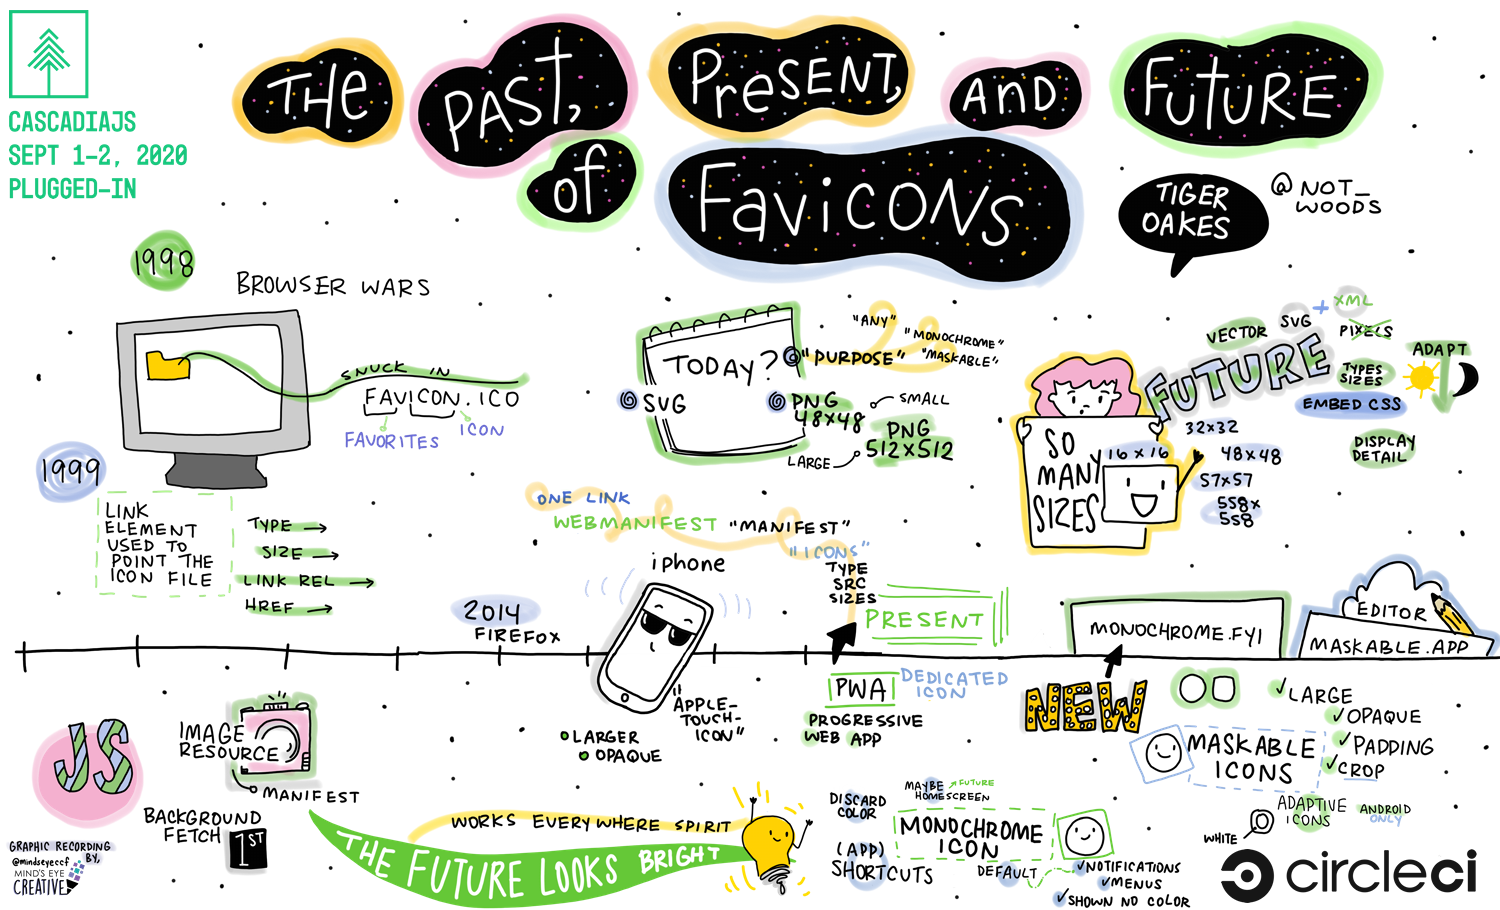 CASCADIAJS
SEPT 1-2, 2020
PLUGGED-IN
THE PAST, PRESENT, AND FUTURE
of FAVICONS
TIGER
OAKES
@NOT_
WOODS
1998
BROWSER WARS
SNUCK IN
FAVICON.ICO
FAVORITES
ICON
1999
LINK
ELEMENT
USED TO
POINT THE
ICON FILE
TYPE →
SIZE →
LINK REL →
HREF →
TODAY?
SVG
"PURPOSE"
"ANY"
"MONOCHROME"
"MASKABLE"
PNG
48x48
SMALL
PNG
512x512
LARGE
ONE LINK
WEBMANIFEST "MANIFEST"
"ICONS"
TYPE
SRC
SIZES
FUTURE
VECTOR
SVG
+
XML
PIXELS
TYPES
SIZES
EMBED CSS
ADAPT
DISPLAY
DETAIL
SO
MANY
SIZES
16x16
32x32
48x48
57x57
558x
558
2014
FIREFOX
iphone
"APPLE-
TOUCH-
ICON"
LARGER
OPAQUE
PRESENT
PWA
DEDICATED
ICON
PROGRESSIVE
WEB APP
MONOCHROME.FYI
EDITOR
MASKABLE.APP
NEW
MASKABLE
ICONS
✓LARGE
✓OPAQUE
✓PADDING
✓CROP
ADAPTIVE
ICONS
ANDROID
ONLY
WHITE
JS
IMAGE
RESOURCE
MANIFEST
BACKGROUND
FETCH
1ST
WORKS EVERYWHERE SPIRIT
THE FUTURE LOOKS BRIGHT
DISCARD
COLOR
MAYBE → FUTURE
HOMESCREEN
MONOCHROME
ICON
(APP)
SHORTCUTS
DEFAULT
✓NOTIFICATIONS
✓MENUS
✓SHOWN NO COLOR
GRAPHIC RECORDING
BY,
@mindseyeccf
MIND'S EYE
CREATIVE
circleci